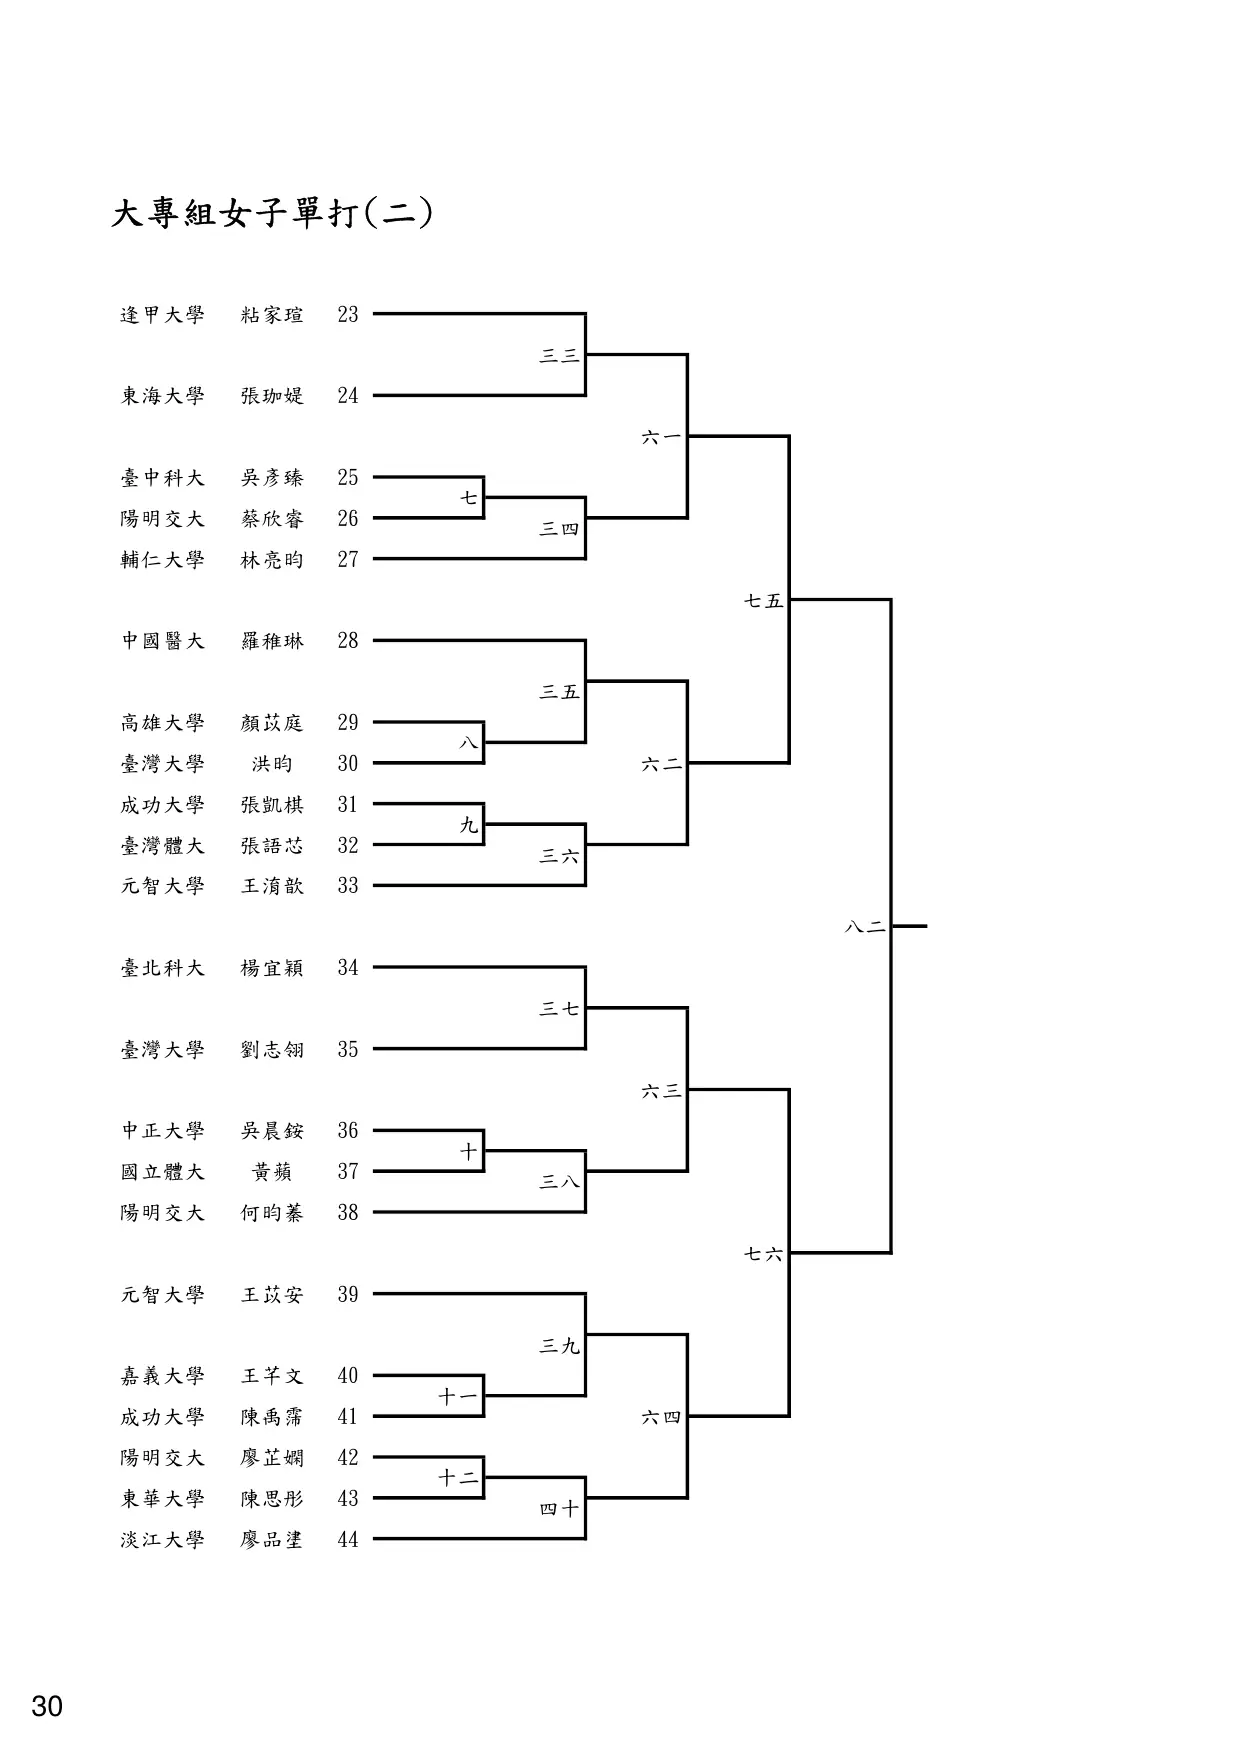 大專組女子單打(二)
逢甲大學 粘家瑄 23
三三
東海大學 張珈媞 24
六一
臺中科大 吳彥臻 25
七
陽明交大 蔡欣睿 26
三四
輔仁大學 林亮昀 27
七五
中國醫大 羅稚琳 28
三五
高雄大學 顏苡庭 29
八
臺灣大學 洪昀 30
六二
成功大學 張凱棋 31
九
臺灣體大 張語芯 32
三六
元智大學 王淯歆 33
八二
臺北科大 楊宜穎 34
三七
臺灣大學 劉志翎 35
六三
中正大學 吳晨銨 36
十
國立體大 黃蘋 37
三八
陽明交大 何昀蓁 38
七六
元智大學 王苡安 39
三九
嘉義大學 王芊文 40
十一
成功大學 陳禹霈 41
六四
陽明交大 廖芷嫻 42
十二
東華大學 陳思彤 43
四十
淡江大學 廖品 44
30